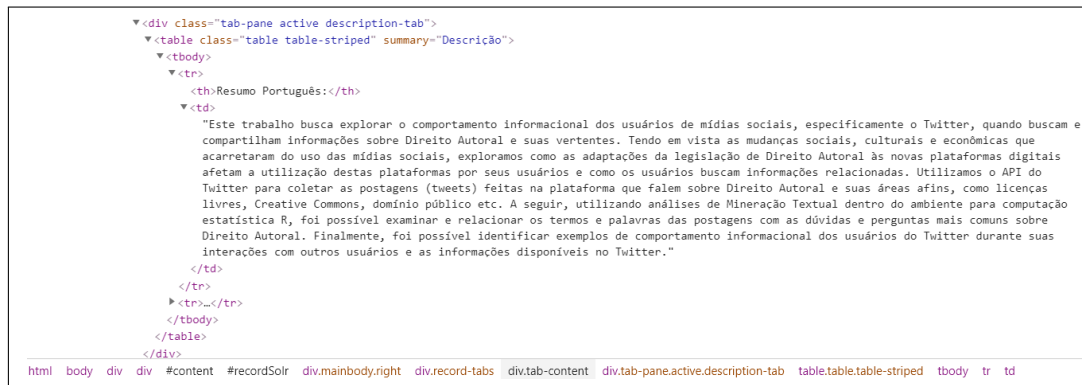 ▼<div class="tab-pane active description-tab">
▼<table class="table table-striped" summary="Descrição">
▼<tbody>
▼<tr>
<th>Resumo Português:</th>
▼<td>
"Este trabalho busca explorar o comportamento informacional dos usuários de mídias sociais, especificamente o Twitter, quando buscam e
compartilham informações sobre Direito Autoral e suas vertentes. Tendo em vista as mudanças sociais, culturais e econômicas que
acarretaram do uso das mídias sociais, exploramos como as adaptações da legislação de Direito Autoral às novas plataformas digitais
afetam a utilização destas plataformas por seus usuários e como os usuários buscam informações relacionadas. Utilizamos o API do
Twitter para coletar as postagens (tweets) feitas na plataforma que falem sobre Direito Autoral e suas áreas afins, como licenças
livres, Creative Commons, domínio público etc. A seguir, utilizando análises de Mineração Textual dentro do ambiente para computação
estatística R, foi possível examinar e relacionar os termos e palavras das postagens com as dúvidas e perguntas mais comuns sobre
Direito Autoral. Finalmente, foi possível identificar exemplos de comportamento informacional dos usuários do Twitter durante suas
interações com outros usuários e as informações disponíveis no Twitter."
</td>
</tr>
▶<tr>…</tr>
</tbody>
</table>
</div>
html body div div #content #recordSolr div.mainbody.right div.record-tabs div.tab-content div.tab-pane.active.description-tab table.table.table-striped tbody tr td